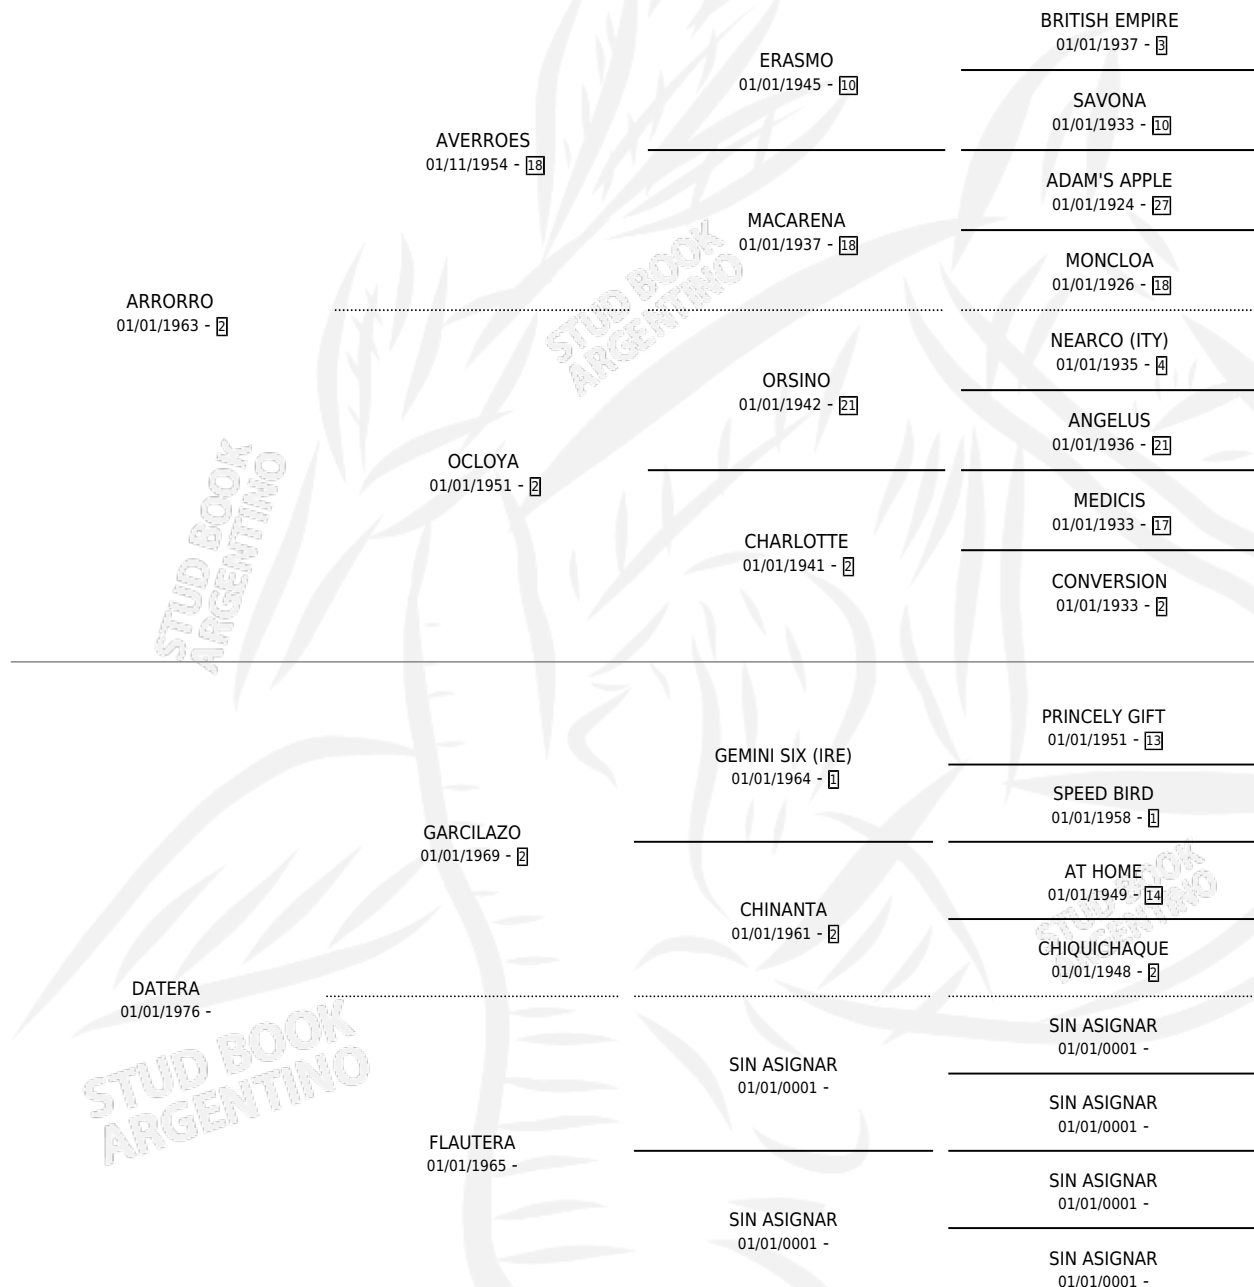 BRITISH EMPIRE
01/01/1937 - 3
ERASMO
01/01/1945 - 10
SAVONA
01/01/1933 - 10
AVERROES
01/11/1954 - 18
ADAM'S APPLE
01/01/1924 - 27
MACARENA
01/01/1937 - 18
MONCLOA
01/01/1926 - 18
ARRORRO
01/01/1963 - 2
NEARCO (ITY)
01/01/1935 - 4
ORSINO
01/01/1942 - 21
ANGELUS
01/01/1936 - 21
OCLOYA
01/01/1951 - 2
MEDICIS
01/01/1933 - 17
CHARLOTTE
01/01/1941 - 2
CONVERSION
01/01/1933 - 2
PRINCELY GIFT
01/01/1951 - 13
GEMINI SIX (IRE)
01/01/1964 - 1
SPEED BIRD
01/01/1958 - 1
GARCILAZO
01/01/1969 - 2
AT HOME
01/01/1949 - 14
CHINANTA
01/01/1961 - 2
CHIQUICHAQUE
01/01/1948 - 2
DATERA
01/01/1976 -
SIN ASIGNAR
01/01/0001 -
SIN ASIGNAR
01/01/0001 -
SIN ASIGNAR
01/01/0001 -
FLAUTERA
01/01/1965 -
SIN ASIGNAR
01/01/0001 -
SIN ASIGNAR
01/01/0001 -
SIN ASIGNAR
01/01/0001 -
STUD BOOK
ARGENTINO
STUD BOOK
ARGENTINO
STUD BOOK
ARGENTINO
STUD BOOK
ARGENTINO